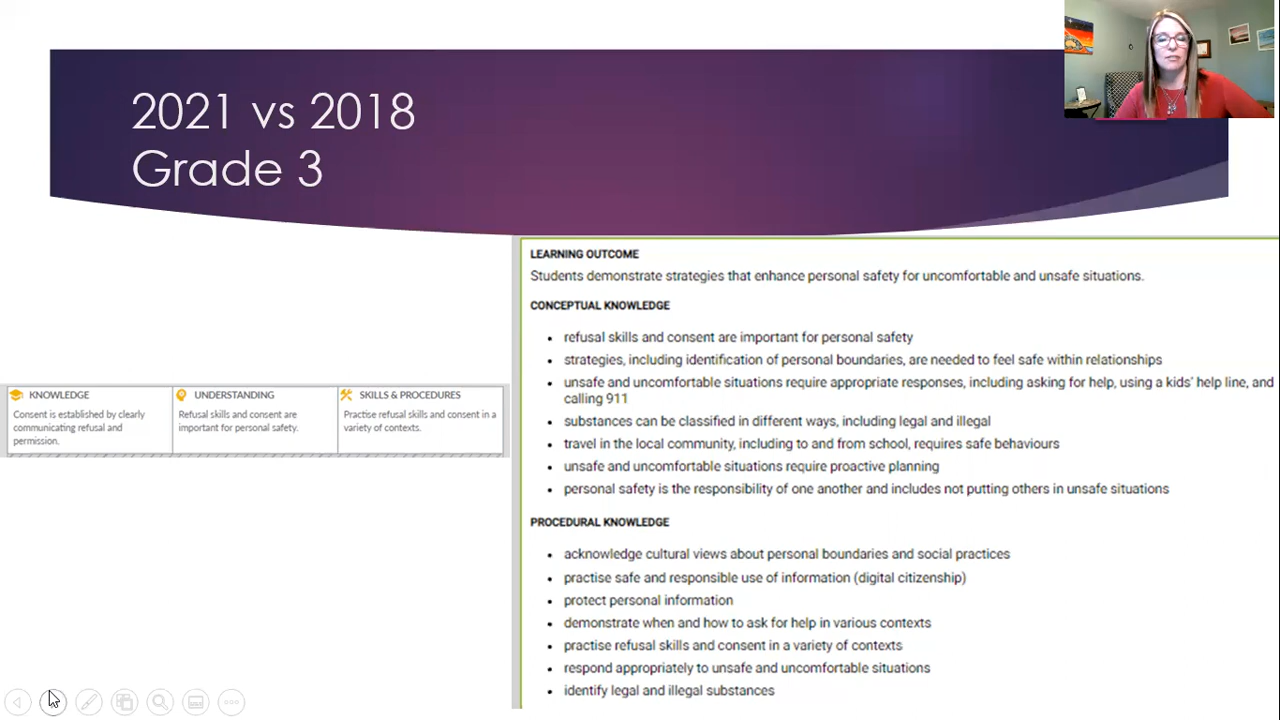 2021 vs 2018
Grade 3
KNOWLEDGE
Consent is established by clearly
communicating refusal and
permission.
UNDERSTANDING
Refusal skills and consent are
important for personal safety.
SKILLS & PROCEDURES
Practise refusal skills and consent in a
variety of contexts.
LEARNING OUTCOME
Students demonstrate strategies that enhance personal safety for uncomfortable and unsafe situations.
CONCEPTUAL KNOWLEDGE
• refusal skills and consent are important for personal safety
• strategies, including identification of personal boundaries, are needed to feel safe within relationships
• unsafe and uncomfortable situations require appropriate responses, including asking for help, using a kids' help line, and
calling 911
• substances can be classified in different ways, including legal and illegal
• travel in the local community, including to and from school, requires safe behaviours
• unsafe and uncomfortable situations require proactive planning
• personal safety is the responsibility of one another and includes not putting others in unsafe situations
PROCEDURAL KNOWLEDGE
• acknowledge cultural views about personal boundaries and social practices
• practise safe and responsible use of information (digital citizenship)
• protect personal information
• demonstrate when and how to ask for help in various contexts
• practise refusal skills and consent in a variety of contexts
• respond appropriately to unsafe and uncomfortable situations
• identify legal and illegal substances